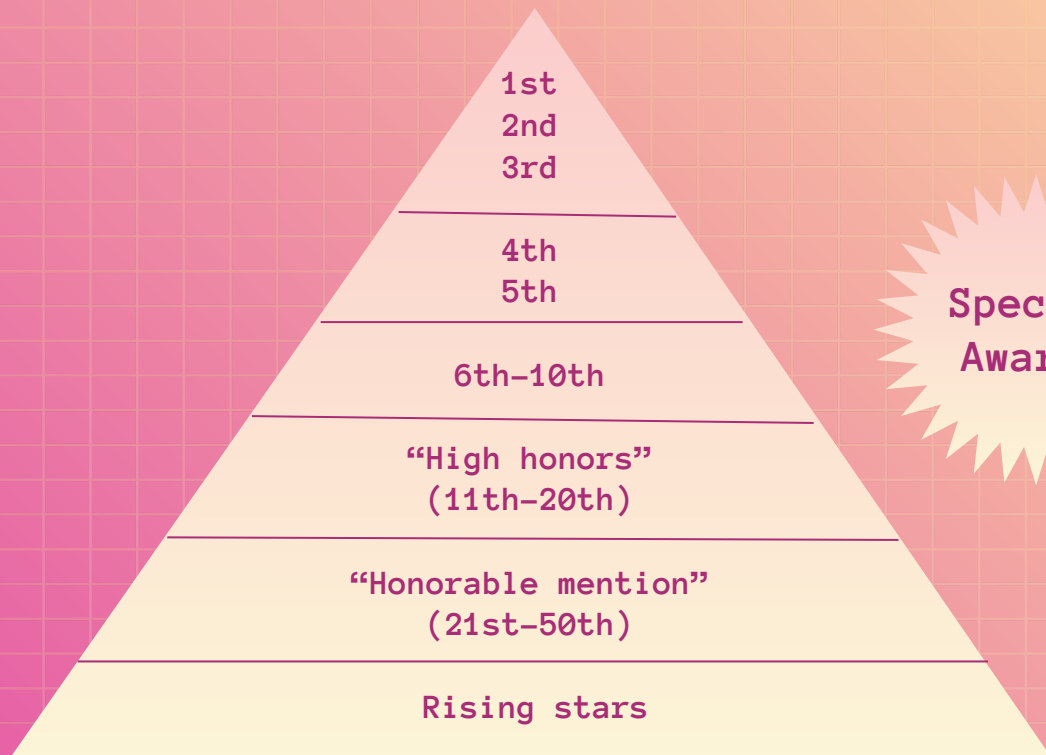 1st
2nd
3rd
4th
5th
6th–10th
“High honors”
(11th–20th)
“Honorable mention”
(21st–50th)
Rising stars